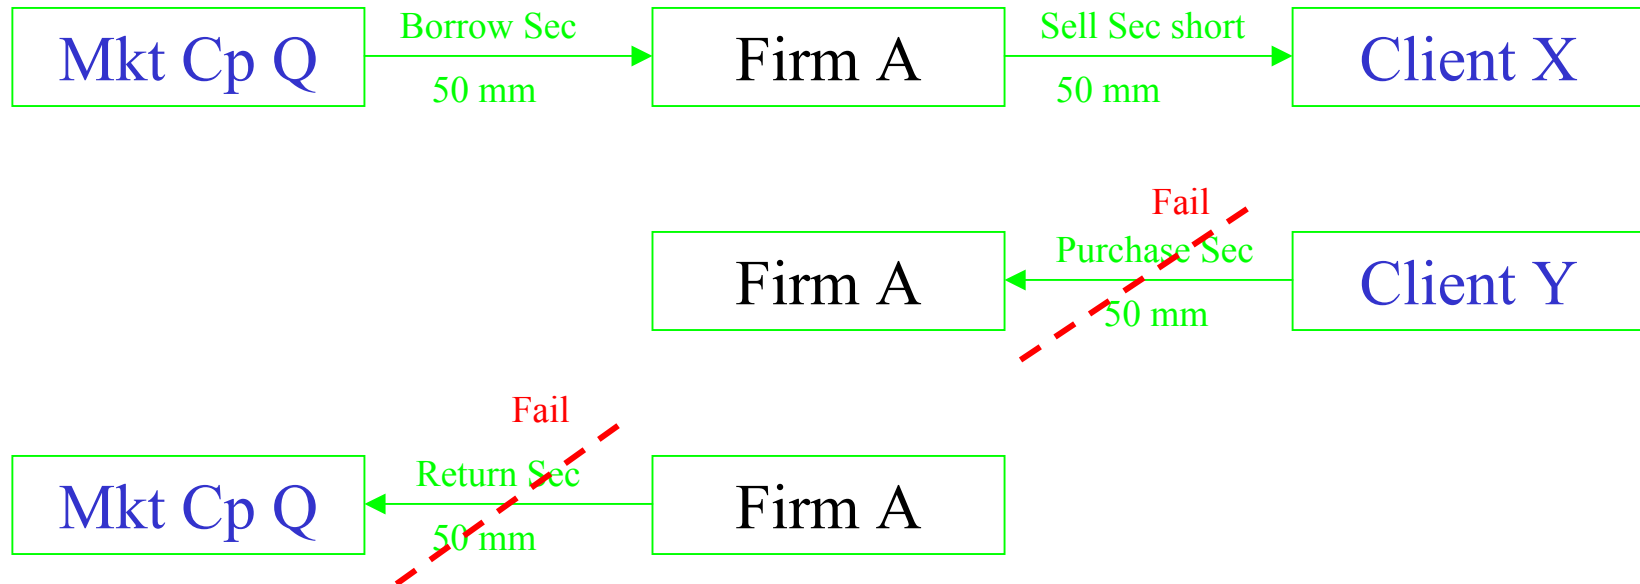 Mkt Cp Q
Borrow Sec
50 mm
Firm A
Sell Sec short
50 mm
Client X
Firm A
Fail
Purchase Sec
50 mm
Client Y
Mkt Cp Q
Fail
Return Sec
50 mm
Firm A